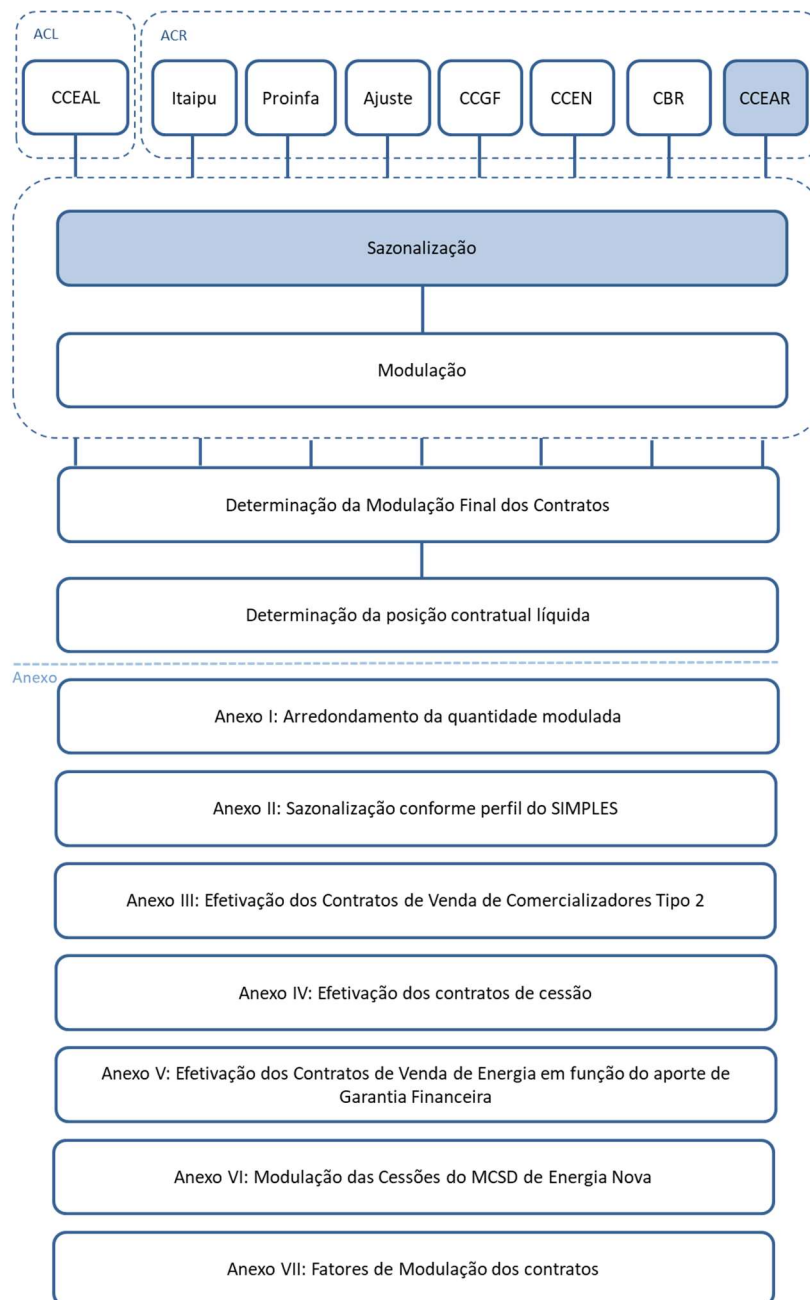 ACL
ACR
CCEAL
Itaipu
Proinfa
Ajuste
CCGF
CCEN
CBR
CCEAR
Sazonalização
Modulação
Determinação da Modulação Final dos Contratos
Determinação da posição contratual líquida
Anexo
Anexo I: Arredondamento da quantidade modulada
Anexo II: Sazonalização conforme perfil do SIMPLES
Anexo III: Efetivação dos Contratos de Venda de Comercializadores Tipo 2
Anexo IV: Efetivação dos contratos de cessão
Anexo V: Efetivação dos Contratos de Venda de Energia em função do aporte de
Garantia Financeira
Anexo VI: Modulação das Cessões do MCSD de Energia Nova
Anexo VII: Fatores de Modulação dos contratos